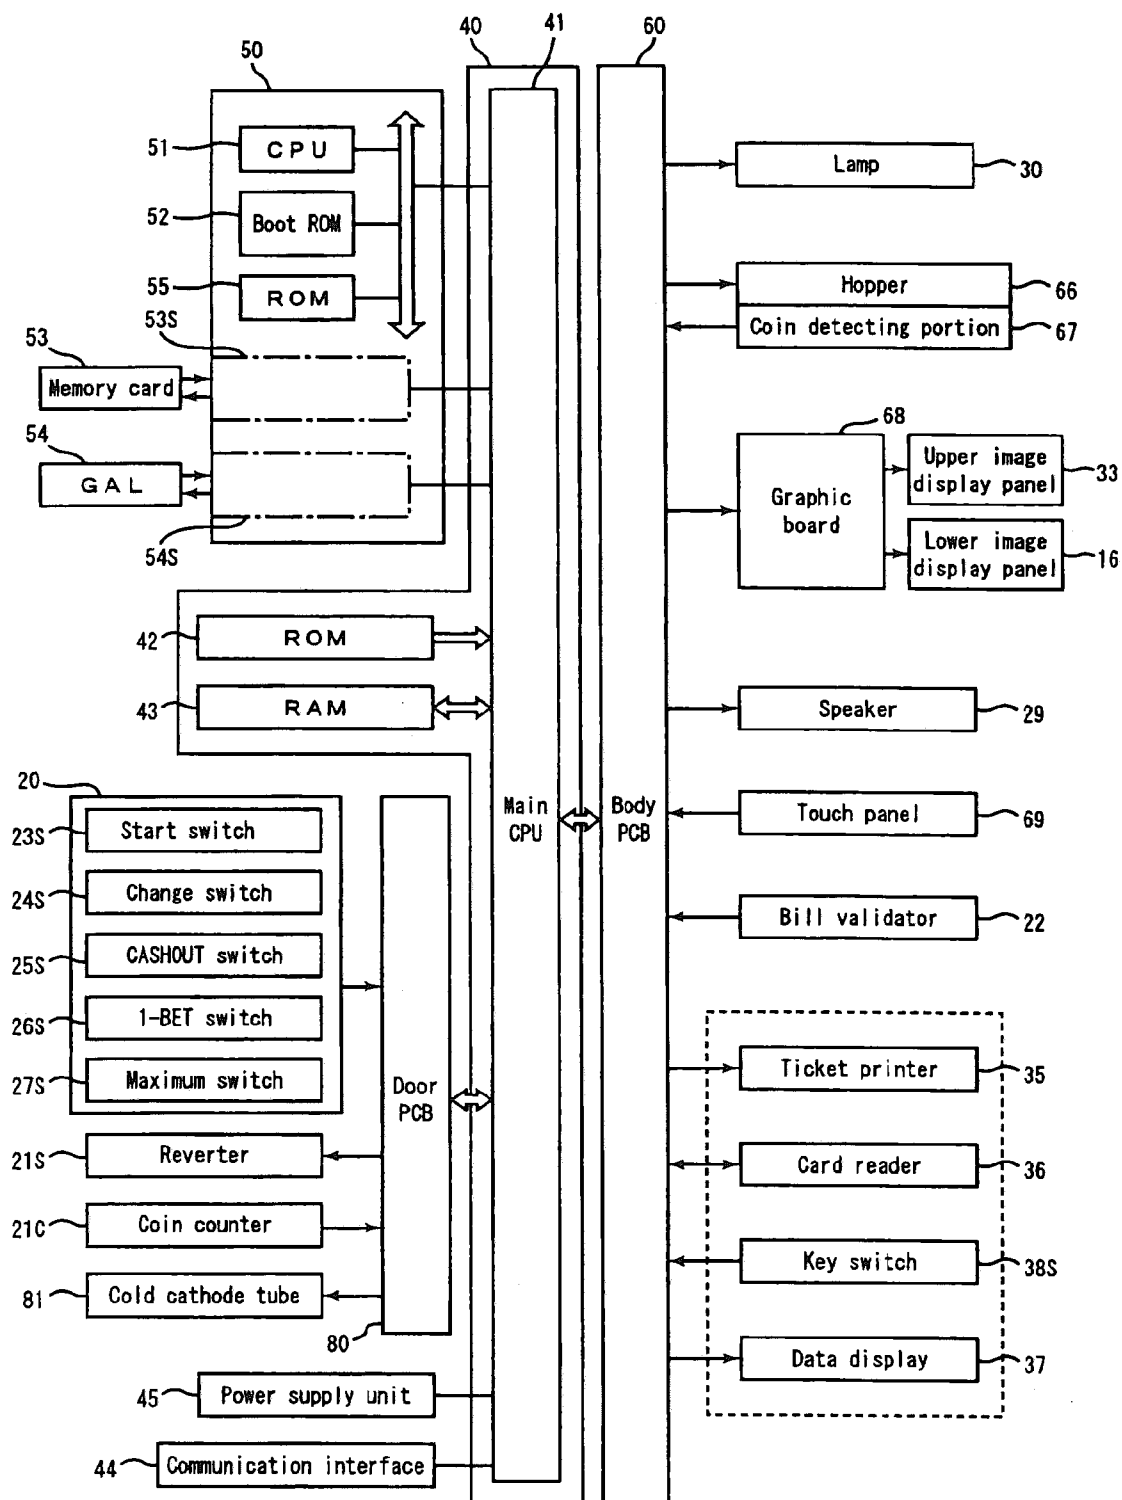 40
41
60
50
51
CPU
52
Boot ROM
55
ROM
53S
53
Memory card
54
GAL
54S
42
ROM
43
RAM
20
23S
Start switch
24S
Change switch
25S
CASHOUT switch
26S
1-BET switch
27S
Maximum switch
21S
Reverter
21C
Coin counter
81
Cold cathode tube
Door
PCB
80
45
Power supply unit
44
Communication interface
Main
CPU
Body
PCB
Lamp
30
Hopper
66
Coin detecting portion
67
68
Graphic
board
Upper image
display panel
33
Lower image
display panel
16
Speaker
29
Touch panel
69
Bill validator
22
Ticket printer
35
Card reader
36
Key switch
38S
Data display
37